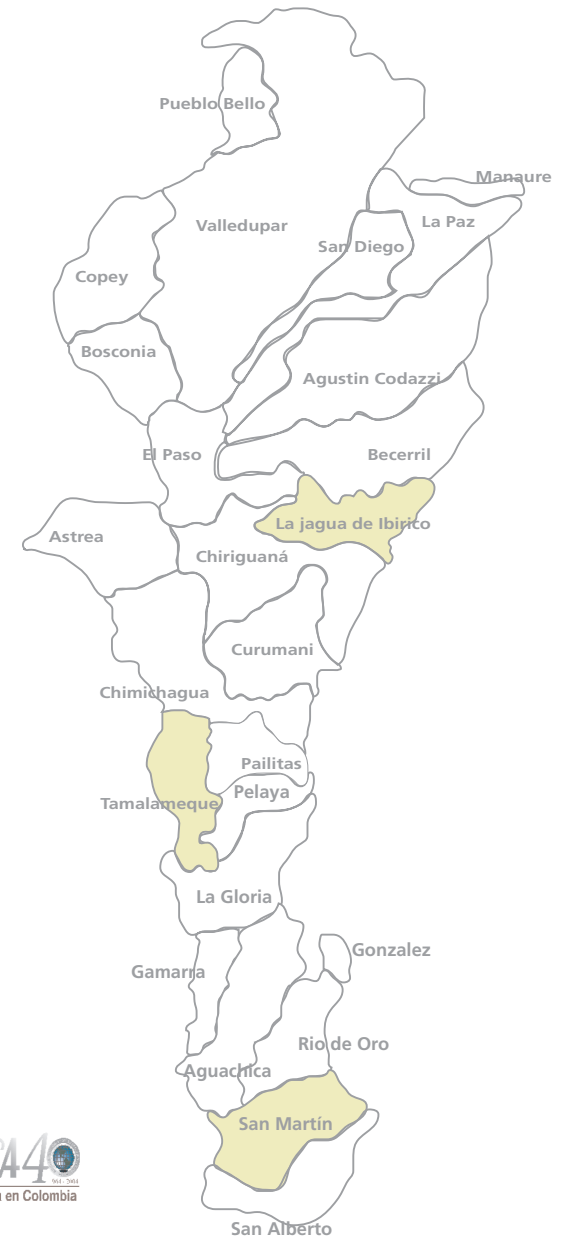 Pueblo Bello
Manaure
Valledupar
La Paz
San Diego
Copey
Bosconia
Agustin Codazzi
El Paso
Becerril
La jagua de Ibirico
Astrea
Chiriguaná
Curumani
Chimichagua
Pailitas
Pelaya
Tamalameque
La Gloria
Gonzalez
Gamarra
Rio de Oro
Aguachica
San Martín
A40
en Colombia
San Alberto